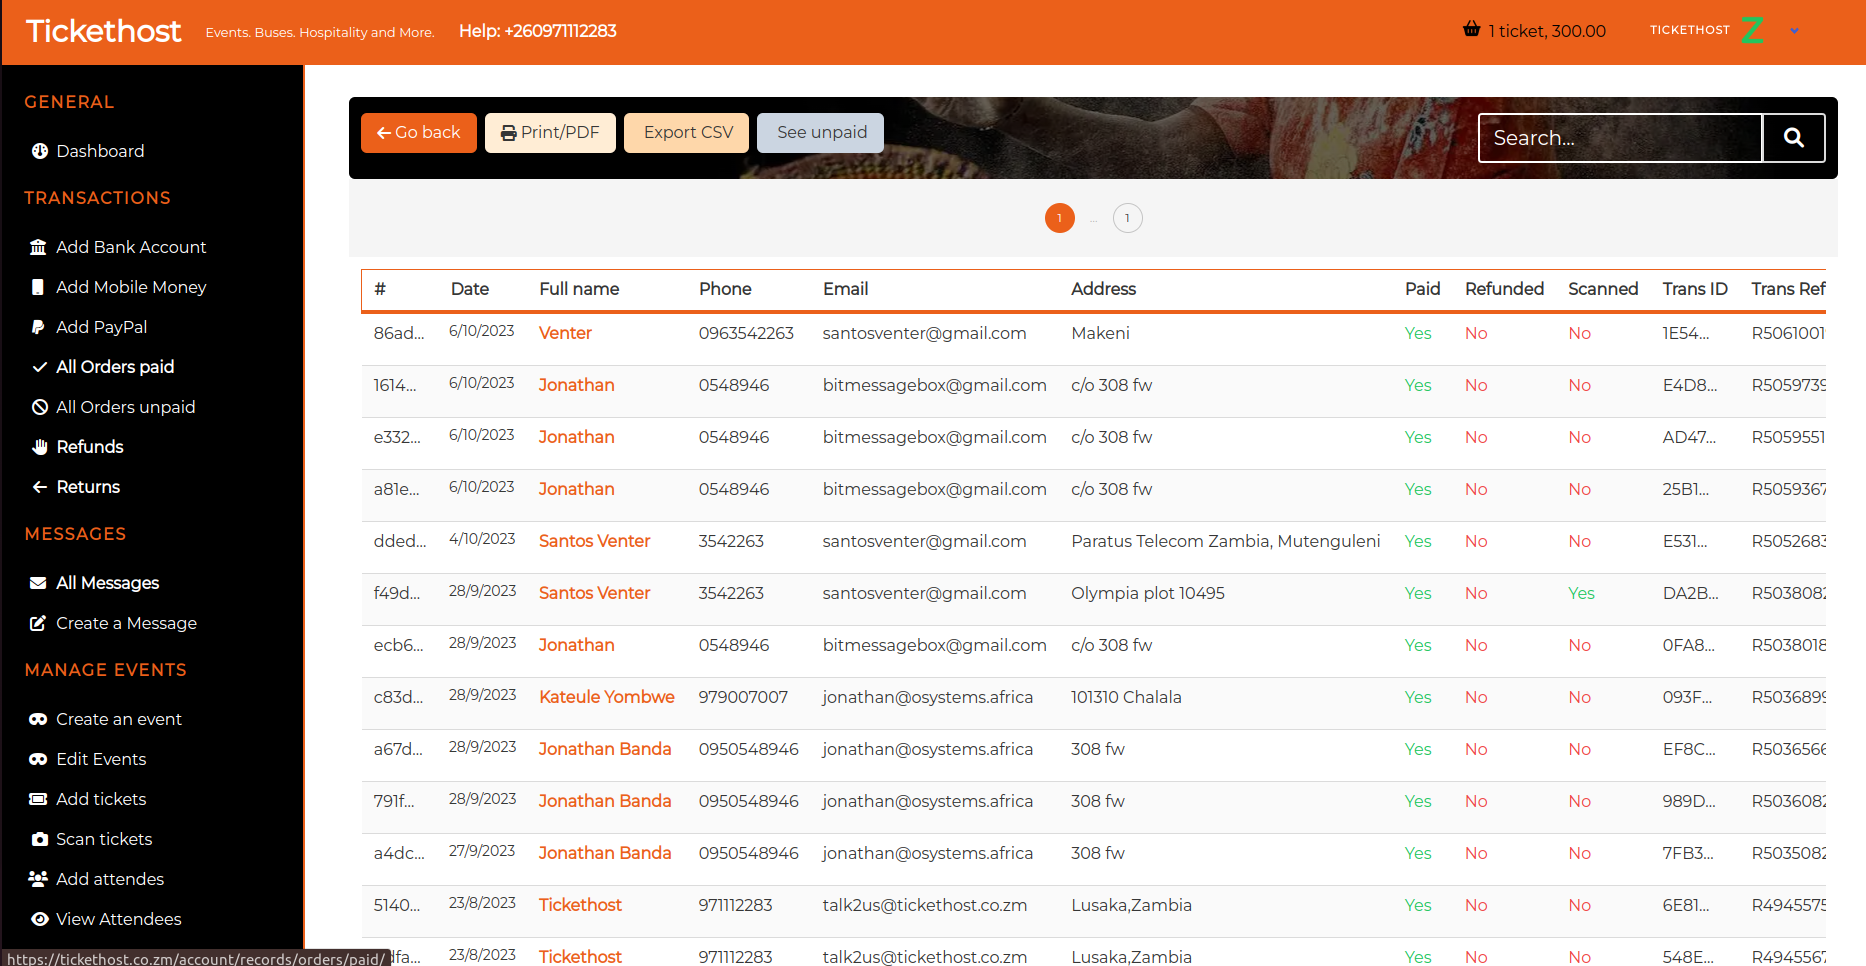 Tickethost Events. Buses. Hospitality and More. Help: +260971112283 1 ticket, 300.00 TICKETHOST Z
GENERAL
Dashboard
TRANSACTIONS
Add Bank Account
Add Mobile Money
Add PayPal
All Orders paid
All Orders unpaid
Refunds
Returns
MESSAGES
All Messages
Create a Message
MANAGE EVENTS
Create an event
Edit Events
Add tickets
Scan tickets
Add attendes
View Attendees
https://tickethost.co.zm/account/records/orders/paid/
Go back Print/PDF Export CSV See unpaid Search...
1 ... 1
# Date Full name Phone Email Address Paid Refunded Scanned Trans ID Trans Ref
86ad... 6/10/2023 Venter 0963542263 santosventer@gmail.com Makeni Yes No No 1E54... R5061001
1614... 6/10/2023 Jonathan 0548946 bitmessagebox@gmail.com c/o 308 fw Yes No No E4D8... R5059739
e332... 6/10/2023 Jonathan 0548946 bitmessagebox@gmail.com c/o 308 fw Yes No No AD47... R5059551
a81e... 6/10/2023 Jonathan 0548946 bitmessagebox@gmail.com c/o 308 fw Yes No No 25B1... R5059367
dded... 4/10/2023 Santos Venter 3542263 santosventer@gmail.com Paratus Telecom Zambia, Mutenguleni Yes No No E531... R5052683
f49d... 28/9/2023 Santos Venter 3542263 santosventer@gmail.com Olympia plot 10495 Yes No Yes DA2B... R5038082
ecb6... 28/9/2023 Jonathan 0548946 bitmessagebox@gmail.com c/o 308 fw Yes No No 0FA8... R5038018
c83d... 28/9/2023 Kateule Yombwe 979007007 jonathan@osystems.africa 101310 Chalala Yes No No 093F... R5036899
a67d... 28/9/2023 Jonathan Banda 0950548946 jonathan@osystems.africa 308 fw Yes No No EF8C... R5036566
791f... 28/9/2023 Jonathan Banda 0950548946 jonathan@osystems.africa 308 fw Yes No No 989D... R5036082
a4dc... 27/9/2023 Jonathan Banda 0950548946 jonathan@osystems.africa 308 fw Yes No No 7FB3... R5035082
5140... 23/8/2023 Tickethost 971112283 talk2us@tickethost.co.zm Lusaka,Zambia Yes No No 6E81... R4945575
dfa... 23/8/2023 Tickethost 971112283 talk2us@tickethost.co.zm Lusaka,Zambia Yes No No 548E... R4945567